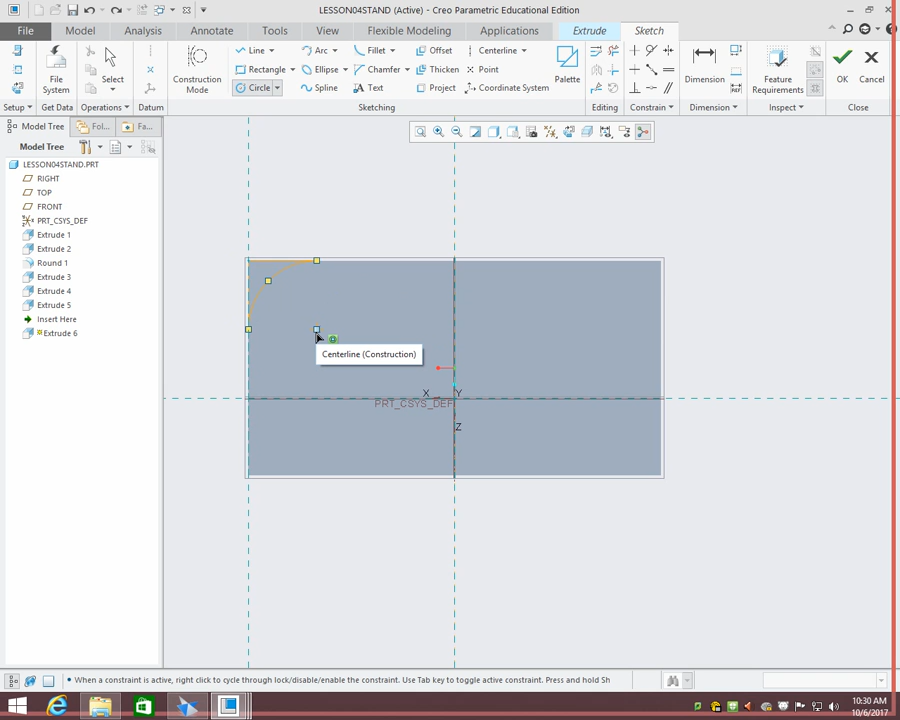 LESSON04STAND (Active) - Creo Parametric Educational Edition
File Model Analysis Annotate Tools View Flexible Modeling Applications Extrude Sketch
Line Arc Fillet Offset Centerline
Rectangle Ellipse Chamfer Thicken Point
Circle Spline Text Project Coordinate System
File System
Select
Construction Mode
Palette
Dimension
Feature Requirements
OK
Cancel
Setup Get Data Operations Datum Sketching Editing Constrain Dimension Inspect Close
Model Tree Fol... Fa...
Model Tree
LESSON04STAND.PRT
RIGHT
TOP
FRONT
PRT_CSYS_DEF
Extrude 1
Extrude 2
Round 1
Extrude 3
Extrude 4
Extrude 5
Insert Here
Extrude 6
Centerline (Construction)
X Y
PRT_CSYS_DEF
Z
• When a constraint is active, right click to cycle through lock/disable/enable the constraint. Use Tab key to toggle active constraint. Press and hold Sh
10:30 AM
10/6/2017